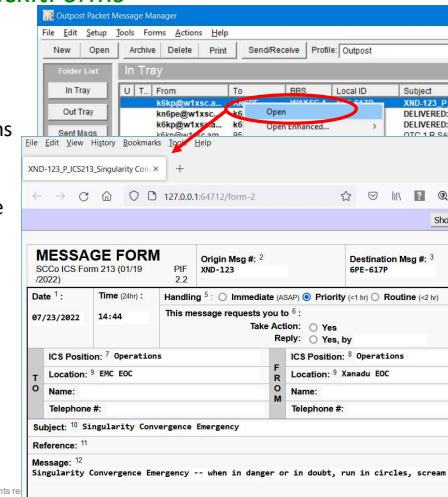 Outpost Packet Message Manager
File Edit Setup Tools Forms Actions Help
New Open Archive Delete Print Send/Receive Profile: Outpost
Folder List In Tray
In Tray U T... From To BBS Local ID Subject
k6kp@w1xsc.a... XND-123_P
Out Tray kn6pe@w1xsc... k6 Open DELIVERED:
k6kp@w1xsc.a... k6 Open Enhanced... > DELIVERED:
Sent Msgs
ns
File Edit View History Bookmarks Tools Help
XND-123_P_ICS213_Singularity Con × +
e
127.0.0.1:64712/form-2
Sho
MESSAGE FORM
SCCo ICS Form 213 (01/19/2022) PIF 2.2
Origin Msg #: 2
XND-123
Destination Msg #: 3
6PE-617P
Date 1 : Time (24hr) : Handling 5 : Immediate (ASAP) Priority (<1 hr) Routine (<2 hr)
07/23/2022 14:44 This message requests you to 6 :
Take Action: Yes
Reply: Yes, by
TO
ICS Position: 7 Operations
Location: 9 EMC EOC
Name:
Telephone #:
FROM
ICS Position: 8 Operations
Location: 9 Xanadu EOC
Name:
Telephone #:
Subject: 10 Singularity Convergence Emergency
Reference: 11
Message: 12
Singularity Convergence Emergency -- when in danger or in doubt, run in circles, scream
nts re